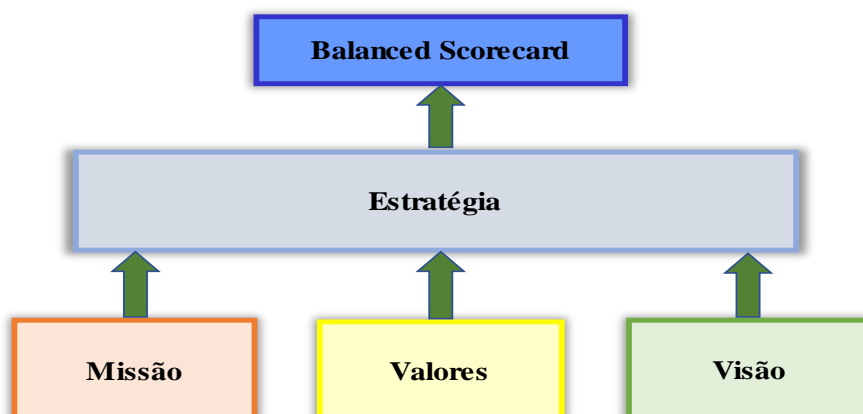 Balanced Scorecard
Estratégia
Missão
Valores
Visão